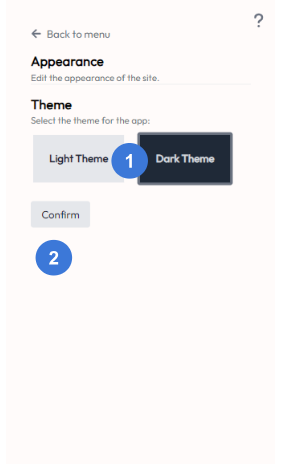 ?
← Back to menu
Appearance
Edit the appearance of the site.
Theme
Select the theme for the app:
Light Theme 1 Dark Theme
Confirm
2